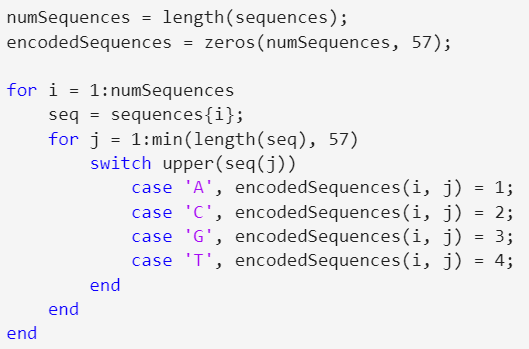 numSequences = length(sequences);
encodedSequences = zeros(numSequences, 57);
for i = 1:numSequences
seq = sequences{i};
for j = 1:min(length(seq), 57)
switch upper(seq(j))
case 'A', encodedSequences(i, j) = 1;
case 'C', encodedSequences(i, j) = 2;
case 'G', encodedSequences(i, j) = 3;
case 'T', encodedSequences(i, j) = 4;
end
end
end